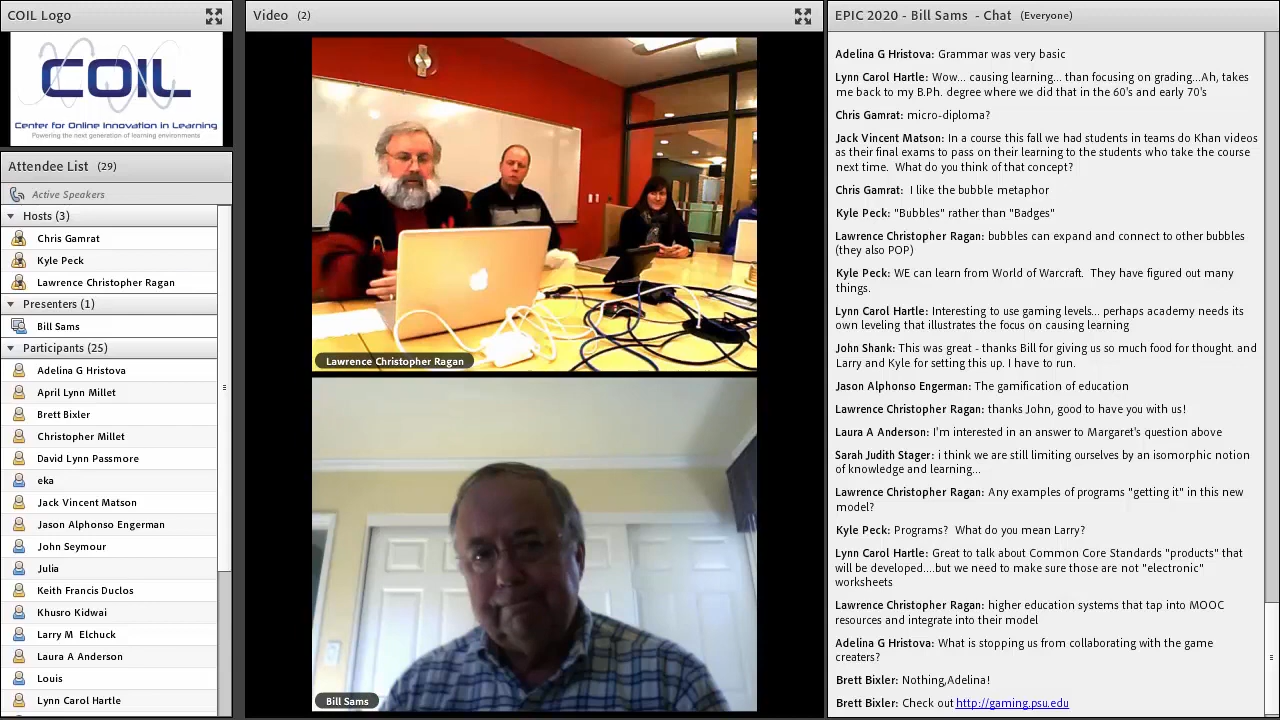 COIL Logo
COIL
Center for Online Innovation in Learning
Powering the next generation of learning environments
Attendee List (29)
Active Speakers
Hosts (3)
Chris Gamrat
Kyle Peck
Lawrence Christopher Ragan
Presenters (1)
Bill Sams
Participants (25)
Adelina G Hristova
April Lynn Millet
Brett Bixler
Christopher Millet
David Lynn Passmore
eka
Jack Vincent Matson
Jason Alphonso Engerman
John Seymour
Julia
Keith Francis Duclos
Khusro Kidwai
Larry M Elchuck
Laura A Anderson
Louis
Lynn Carol Hartle
Video (2)
Lawrence Christopher Ragan
Bill Sams
EPIC 2020 - Bill Sams - Chat (Everyone)
Adelina G Hristova: Grammar was very basic
Lynn Carol Hartle: Wow... causing learning... than focusing on grading...Ah, takes
me back to my B.Ph. degree where we did that in the 60's and early 70's
Chris Gamrat: micro-diploma?
Jack Vincent Matson: In a course this fall we had students in teams do Khan videos
as their final exams to pass on their learning to the students who take the course
next time. What do you think of that concept?
Chris Gamrat: I like the bubble metaphor
Kyle Peck: "Bubbles" rather than "Badges"
Lawrence Christopher Ragan: bubbles can expand and connect to other bubbles
(they also POP)
Kyle Peck: WE can learn from World of Warcraft. They have figured out many
things.
Lynn Carol Hartle: Interesting to use gaming levels... perhaps academy needs its
own leveling that illustrates the focus on causing learning
John Shank: This was great - thanks Bill for giving us so much food for thought. and
Larry and Kyle for setting this up. I have to run.
Jason Alphonso Engerman: The gamification of education
Lawrence Christopher Ragan: thanks John, good to have you with us!
Laura A Anderson: I'm interested in an answer to Margaret's question above
Sarah Judith Stager: i think we are still limiting ourselves by an isomorphic notion
of knowledge and learning...
Lawrence Christopher Ragan: Any examples of programs "getting it" in this new
model?
Kyle Peck: Programs? What do you mean Larry?
Lynn Carol Hartle: Great to talk about Common Core Standards "products" that
will be developed....but we need to make sure those are not "electronic"
worksheets
Lawrence Christopher Ragan: higher education systems that tap into MOOC
resources and integrate into their model
Adelina G Hristova: What is stopping us from collaborating with the game
creaters?
Brett Bixler: Nothing,Adelina!
Brett Bixler: Check out http://gaming.psu.edu